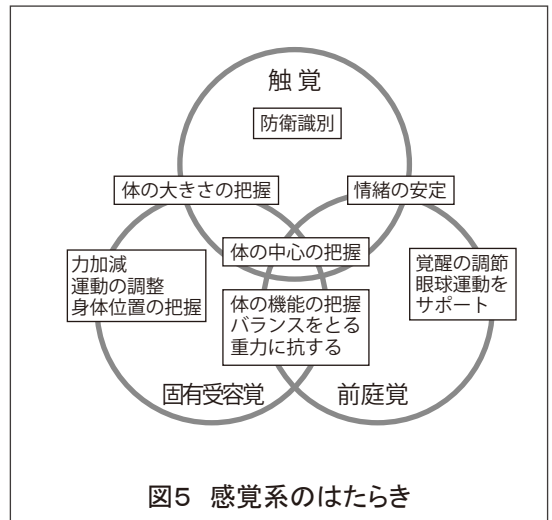 触覚
防衛識別
体の大きさの把握
情緒の安定
体の中心の把握
力加減
運動の調整
身体位置の把握
体の機能の把握
バランスをとる
重力に抗する
覚醒の調節
眼球運動を
サポート
固有受容覚
前庭覚
図5 感覚系のはたらき